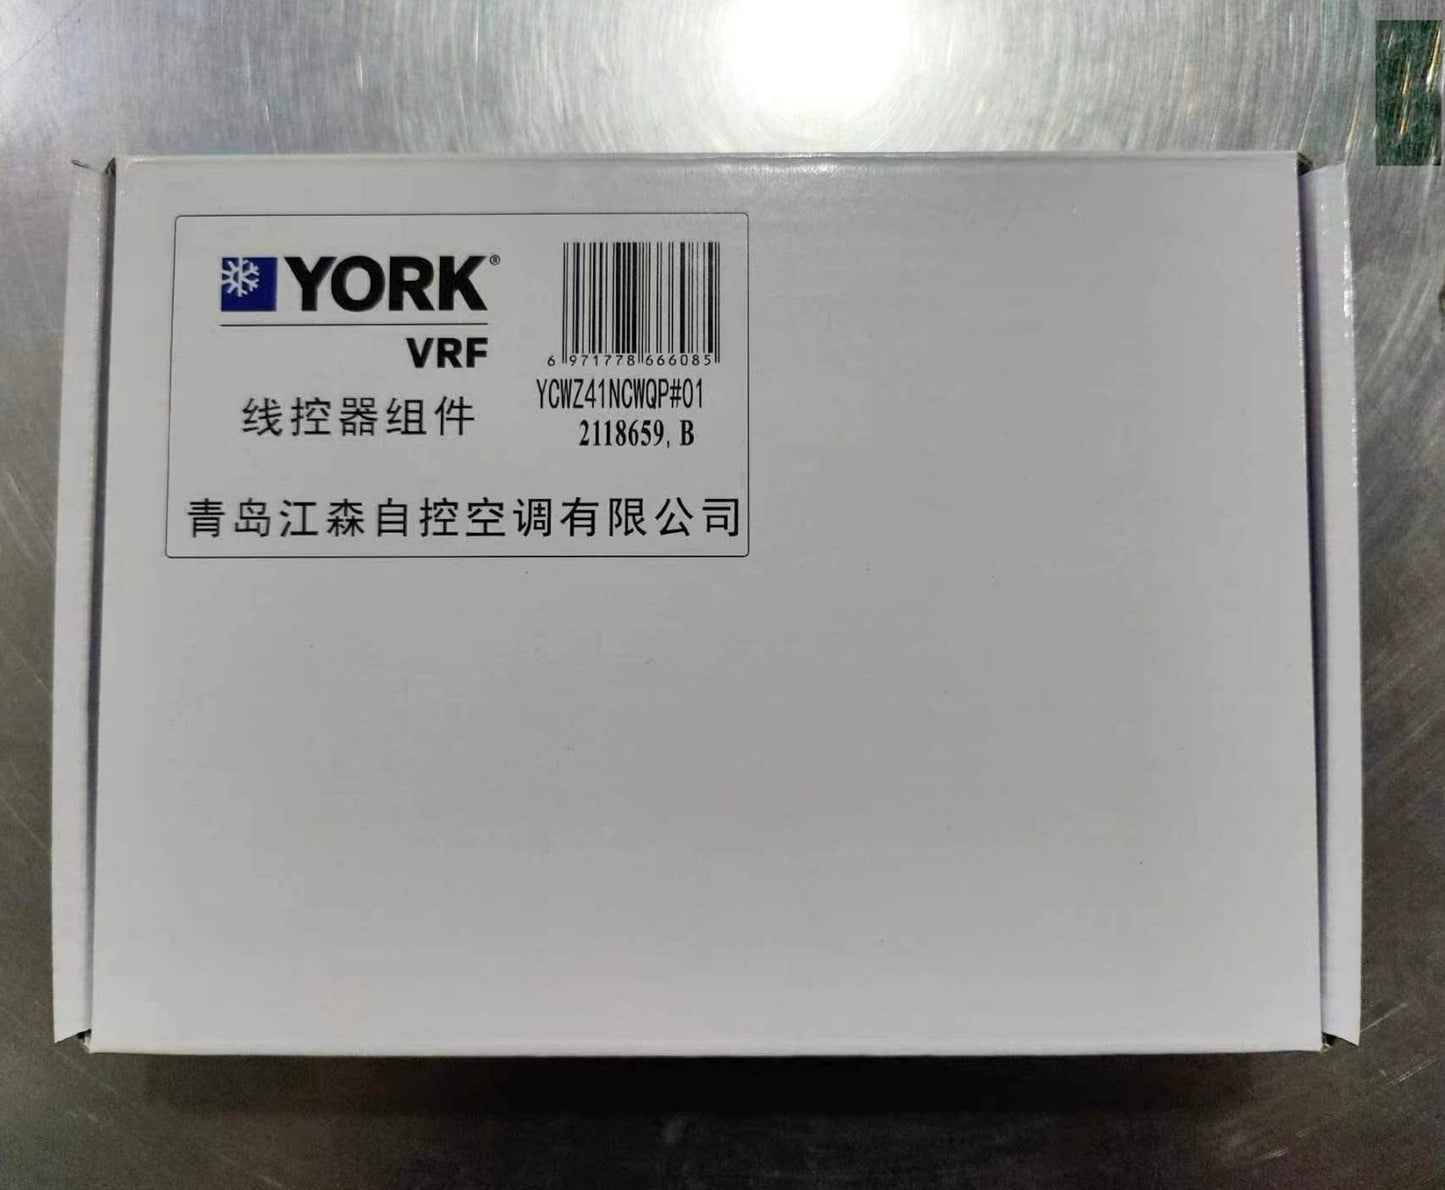 YORK®
VRF
线控器组件
6 971778 666085
YCWZ41NCWQP#01
2118659, B
青岛江森自控空调有限公司